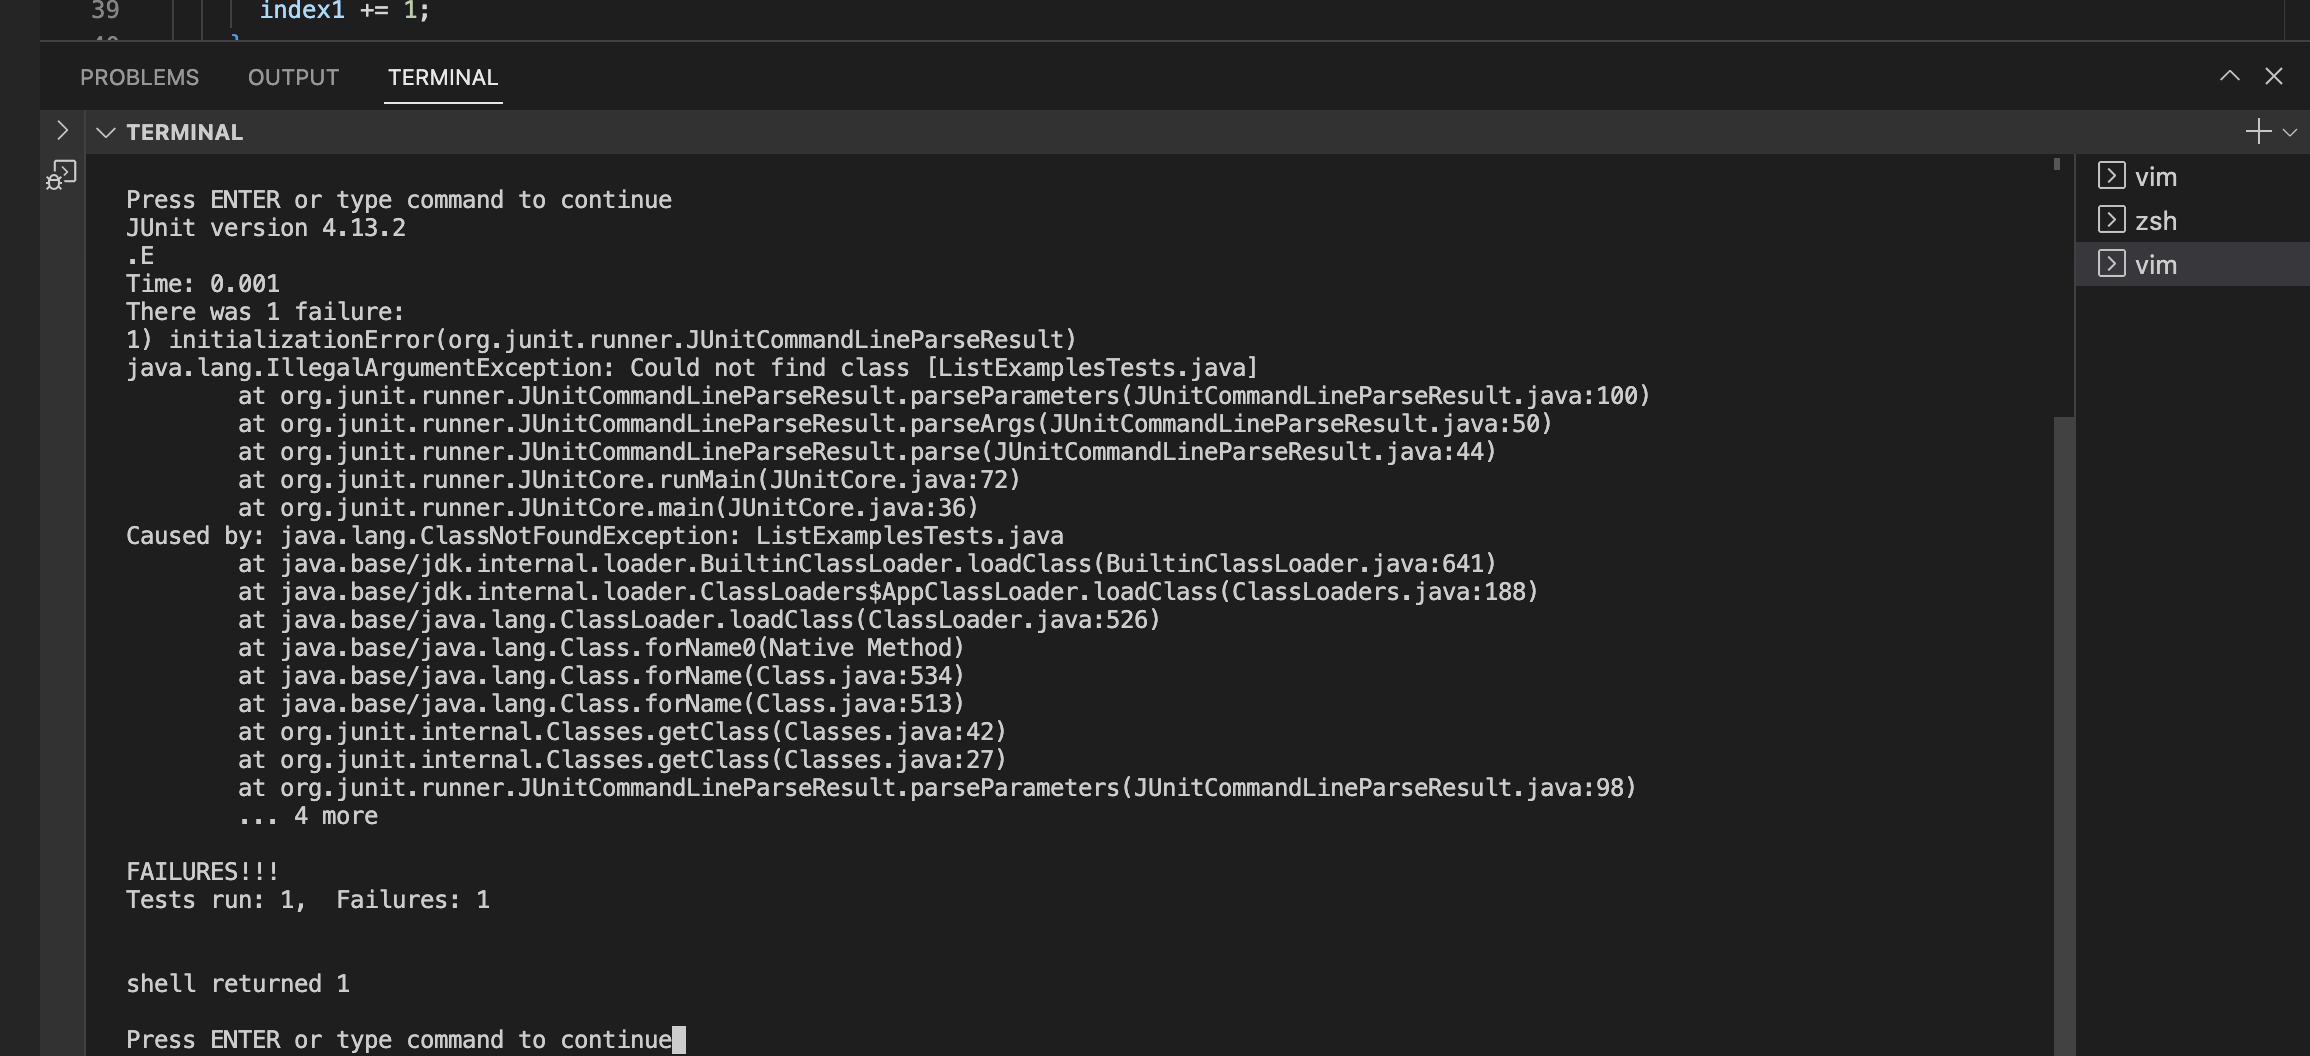 39 index1 += 1;
PROBLEMS OUTPUT TERMINAL
TERMINAL
vim
zsh
vim
Press ENTER or type command to continue
JUnit version 4.13.2
.E
Time: 0.001
There was 1 failure:
1) initializationError(org.junit.runner.JUnitCommandLineParseResult)
java.lang.IllegalArgumentException: Could not find class [ListExamplesTests.java]
at org.junit.runner.JUnitCommandLineParseResult.parseParameters(JUnitCommandLineParseResult.java:100)
at org.junit.runner.JUnitCommandLineParseResult.parseArgs(JUnitCommandLineParseResult.java:50)
at org.junit.runner.JUnitCommandLineParseResult.parse(JUnitCommandLineParseResult.java:44)
at org.junit.runner.JUnitCore.runMain(JUnitCore.java:72)
at org.junit.runner.JUnitCore.main(JUnitCore.java:36)
Caused by: java.lang.ClassNotFoundException: ListExamplesTests.java
at java.base/jdk.internal.loader.BuiltinClassLoader.loadClass(BuiltinClassLoader.java:641)
at java.base/jdk.internal.loader.ClassLoaders$AppClassLoader.loadClass(ClassLoaders.java:188)
at java.base/java.lang.ClassLoader.loadClass(ClassLoader.java:526)
at java.base/java.lang.Class.forName0(Native Method)
at java.base/java.lang.Class.forName(Class.java:534)
at java.base/java.lang.Class.forName(Class.java:513)
at org.junit.internal.Classes.getClass(Classes.java:42)
at org.junit.internal.Classes.getClass(Classes.java:27)
at org.junit.runner.JUnitCommandLineParseResult.parseParameters(JUnitCommandLineParseResult.java:98)
... 4 more
FAILURES!!!
Tests run: 1,  Failures: 1
shell returned 1
Press ENTER or type command to continue